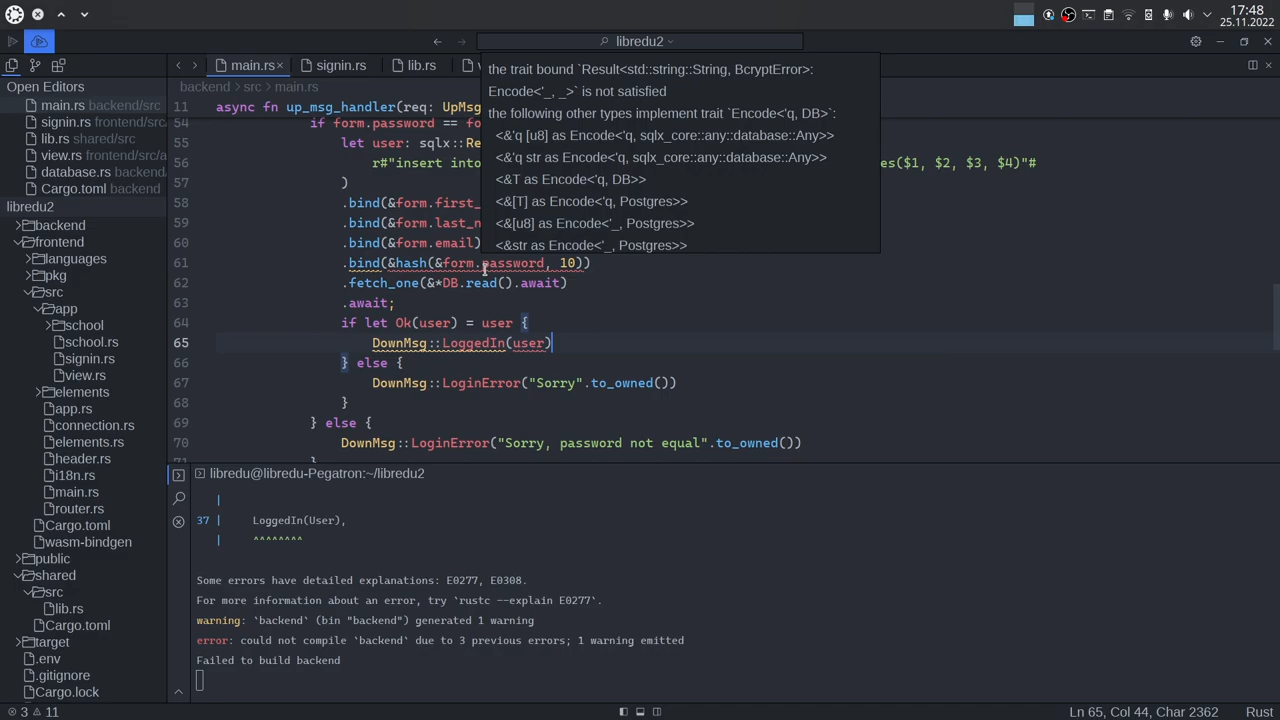 17:48
25.11.2022
libredu2
Open Editors
main.rs backend/src
signin.rs frontend/src
lib.rs shared/src
view.rs frontend/src
database.rs backend/src
Cargo.toml backend
libredu2
backend
frontend
languages
pkg
src
app
school
school.rs
signin.rs
view.rs
elements
app.rs
connection.rs
elements.rs
header.rs
i18n.rs
main.rs
router.rs
Cargo.toml
wasm-bindgen
public
shared
src
lib.rs
Cargo.toml
target
.env
.gitignore
Cargo.lock
main.rs× signin.rs lib.rs
backend › src › main.rs
11 async fn up_msg_handler(req: UpMsg
54 if form.password == fo
55 let user: sqlx::Re
56 r#"insert into es($1, $2, $3, $4)"#
57 )
58 .bind(&form.first_
59 .bind(&form.last_n
60 .bind(&form.email)
61 .bind(&hash(&form.password, 10))
62 .fetch_one(&*DB.read().await)
63 .await;
64 if let Ok(user) = user {
65 DownMsg::LoggedIn(user)
66 } else {
67 DownMsg::LoginError("Sorry".to_owned())
68 }
69 } else {
70 DownMsg::LoginError("Sorry, password not equal".to_owned())
71 }
the trait bound `Result<std::string::String, BcryptError>:
Encode<'_, _>` is not satisfied
the following other types implement trait `Encode<'q, DB>`:
<&'q [u8] as Encode<'q, sqlx_core::any::database::Any>>
<&'q str as Encode<'q, sqlx_core::any::database::Any>>
<&T as Encode<'q, DB>>
<&[T] as Encode<'q, Postgres>>
<&[u8] as Encode<'_, Postgres>>
<&str as Encode<'_, Postgres>>
libredu@libredu-Pegatron:~/libredu2
|
37 | LoggedIn(User),
| ^^^^^^^^
Some errors have detailed explanations: E0277, E0308.
For more information about an error, try `rustc --explain E0277`.
warning: `backend` (bin "backend") generated 1 warning
error: could not compile `backend` due to 3 previous errors; 1 warning emitted
Failed to build backend
3 11
Ln 65, Col 44, Char 2362 Rust